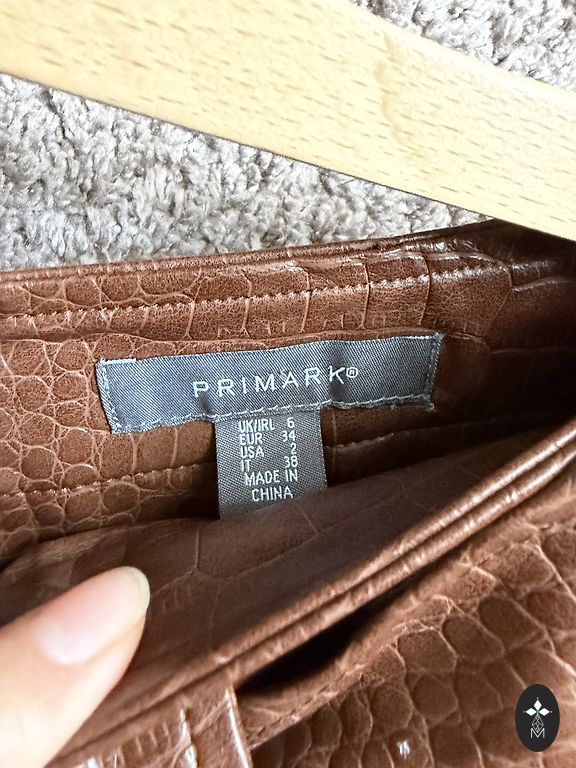 PRIMARK®
UK/IRL 6
EUR 34
USA 2
IT 38
MADE IN
CHINA
M